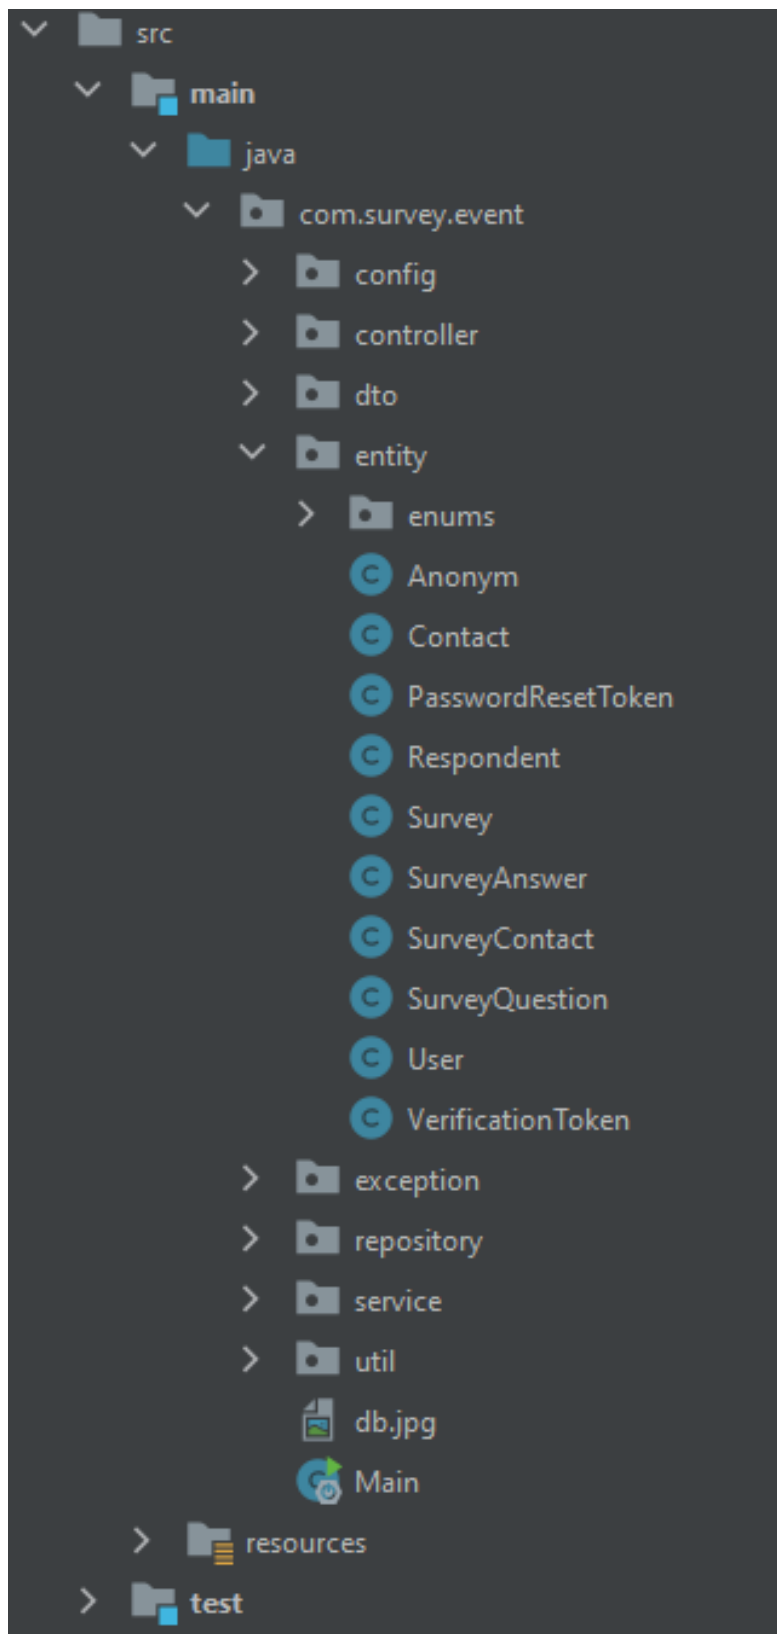 src
main
java
com.survey.event
config
controller
dto
entity
enums
Anonym
Contact
PasswordResetToken
Respondent
Survey
SurveyAnswer
SurveyContact
SurveyQuestion
User
VerificationToken
exception
repository
service
util
db.jpg
Main
resources
test